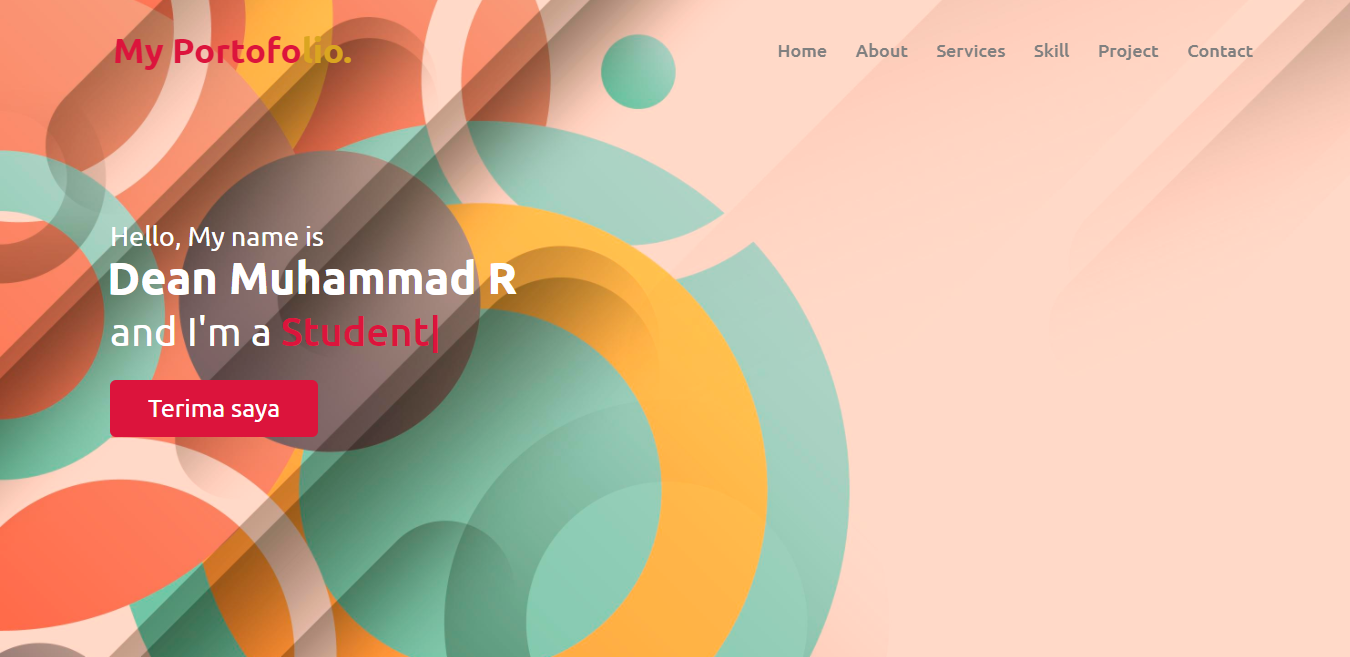 My Portofolio.
Home About Services Skill Project Contact
Hello, My name is
Dean Muhammad R
and I'm a Student|
Terima saya